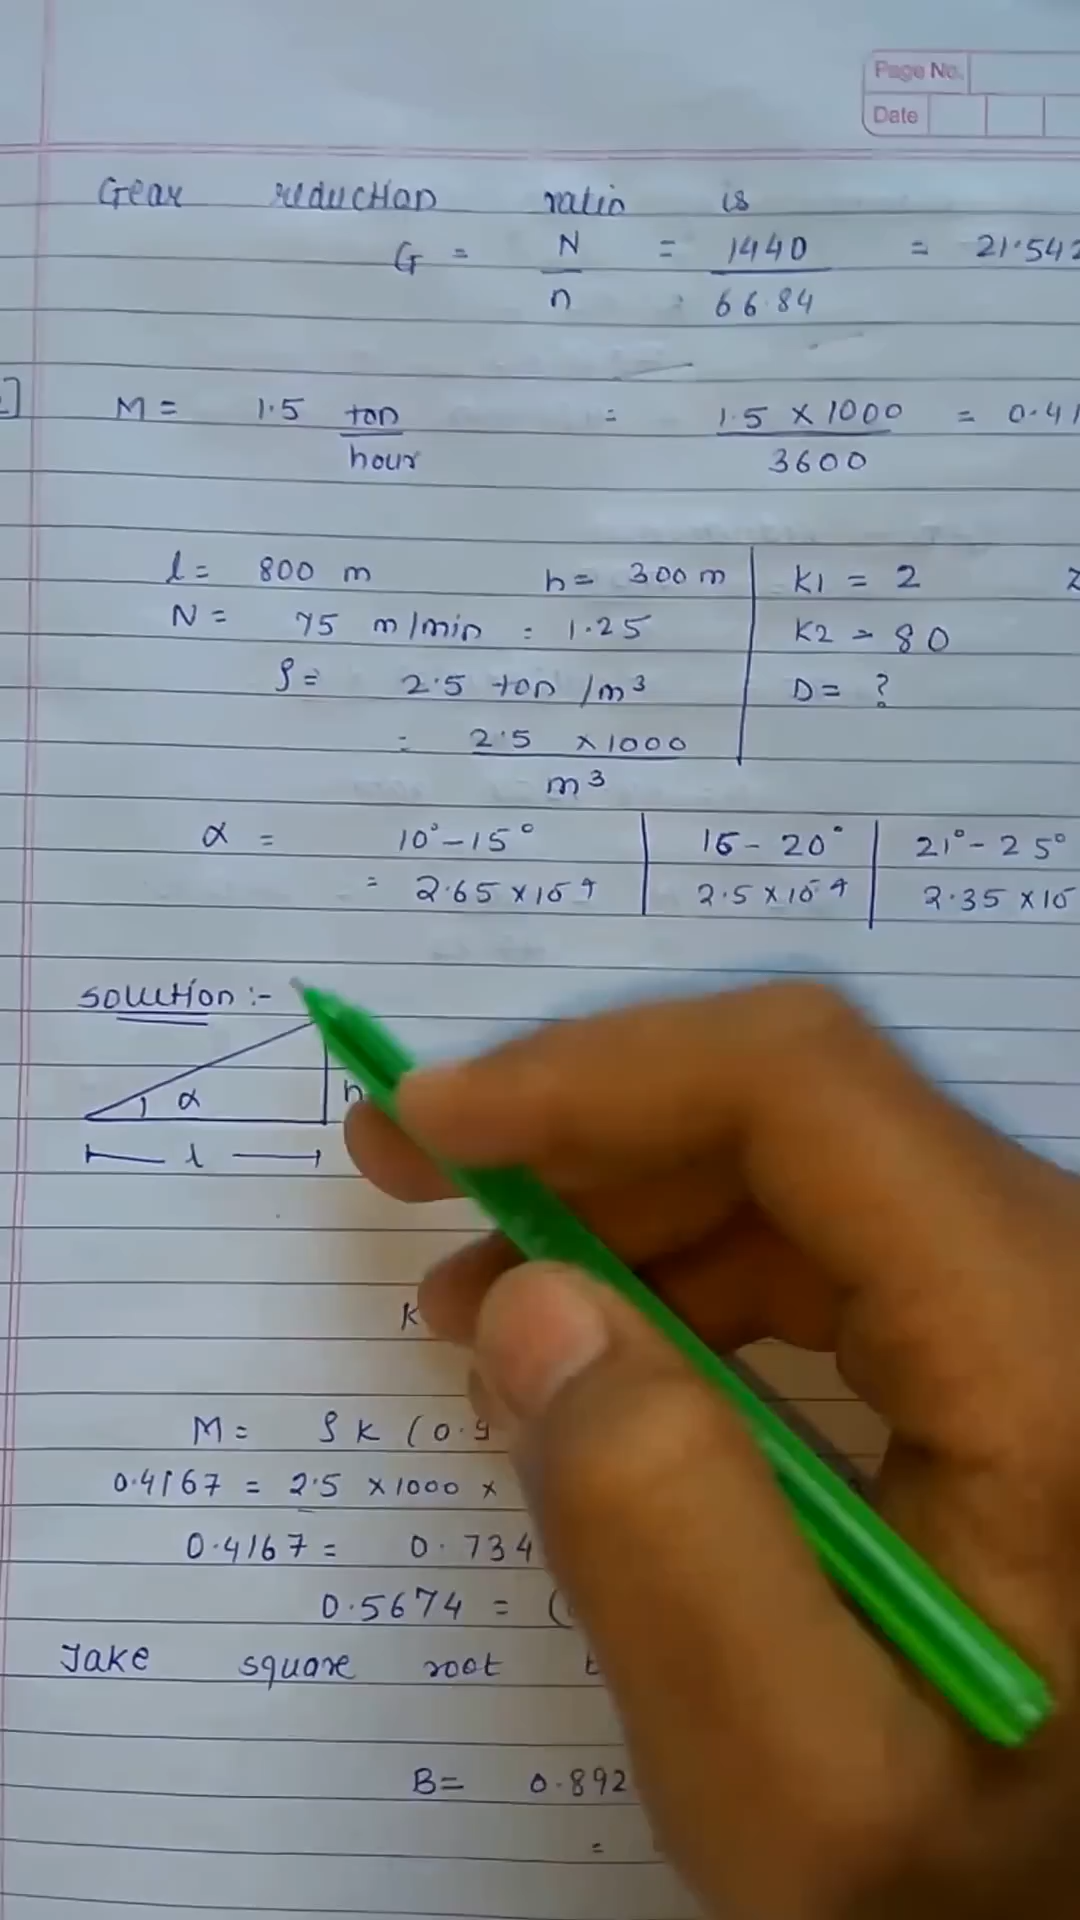 Page No.
Date
Gear reduction ratio is
G = N/n = 1440/66.84 = 21.542
M = 1.5 ton/hour = 1.5 × 1000/3600 = 0.41
l = 800 m h = 300 m K1 = 2
N = 75 m/min = 1.25 K2 = 80
ρ = 2.5 ton/m³ D = ?
= 2.5 × 1000/m³
α = 10° - 15° 16 - 20° 21° - 25°
= 2.65 × 10⁻⁴ 2.5 × 10⁻⁴ 2.35 × 10⁻
Solution :-
α h
l
K
M = ρ K (0.9
0.4167 = 2.5 × 1000 ×
0.4167 = 0.734
0.5674 = (
Take square root
B = 0.892
=